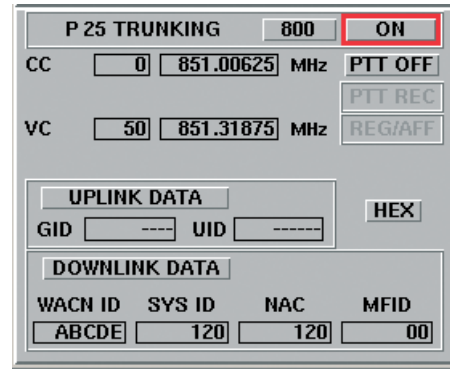 P 25 TRUNKING 800 ON
CC 0 851.00625 MHz PTT OFF
PTT REC
VC 50 851.31875 MHz REG/AFF
UPLINK DATA
HEX
GID ---- UID ------
DOWNLINK DATA
WACN ID SYS ID NAC MFID
ABCDE 120 120 00